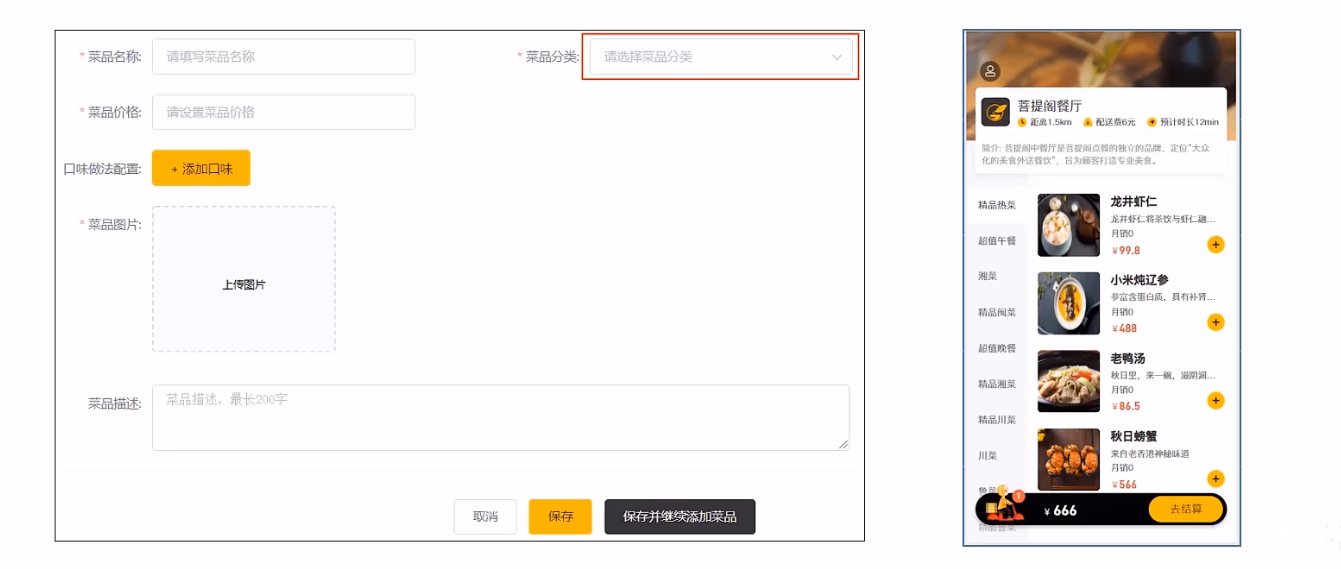 * 菜品名称:
请填写菜品名称
* 菜品分类:
请选择菜品分类
* 菜品价格:
请设置菜品价格
口味做法配置:
+ 添加口味
* 菜品图片:
上传图片
菜品描述:
菜品描述，最长200字
取消
保存
保存并继续添加菜品
菩提阁餐厅
距离1.5km
配送费6元
预计时长12min
简介: 菩提阁中餐厅是菩提阁点餐的独立的品牌，定位“大众
化的美食外送餐饮”，旨为顾客打造专业美食。
精品热菜
超值午餐
湘菜
精品闽菜
超值晚餐
精品湘菜
精品川菜
川菜
龙井虾仁
龙井虾仁将茶饮与虾仁融...
月销0
¥99.8
+
小米炖辽参
参富含蛋白质，具有补肾...
月销0
¥488
+
老鸭汤
秋日里，来一碗，滋阴润...
月销0
¥86.5
+
秋日螃蟹
来自老香港神秘味道
月销0
¥566
+
1
¥ 666
去结算